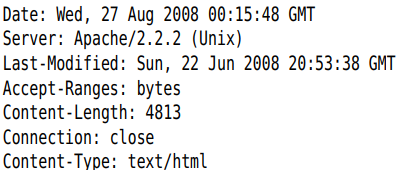 Date: Wed, 27 Aug 2008 00:15:48 GMT
Server: Apache/2.2.2 (Unix)
Last-Modified: Sun, 22 Jun 2008 20:53:38 GMT
Accept-Ranges: bytes
Content-Length: 4813
Connection: close
Content-Type: text/html